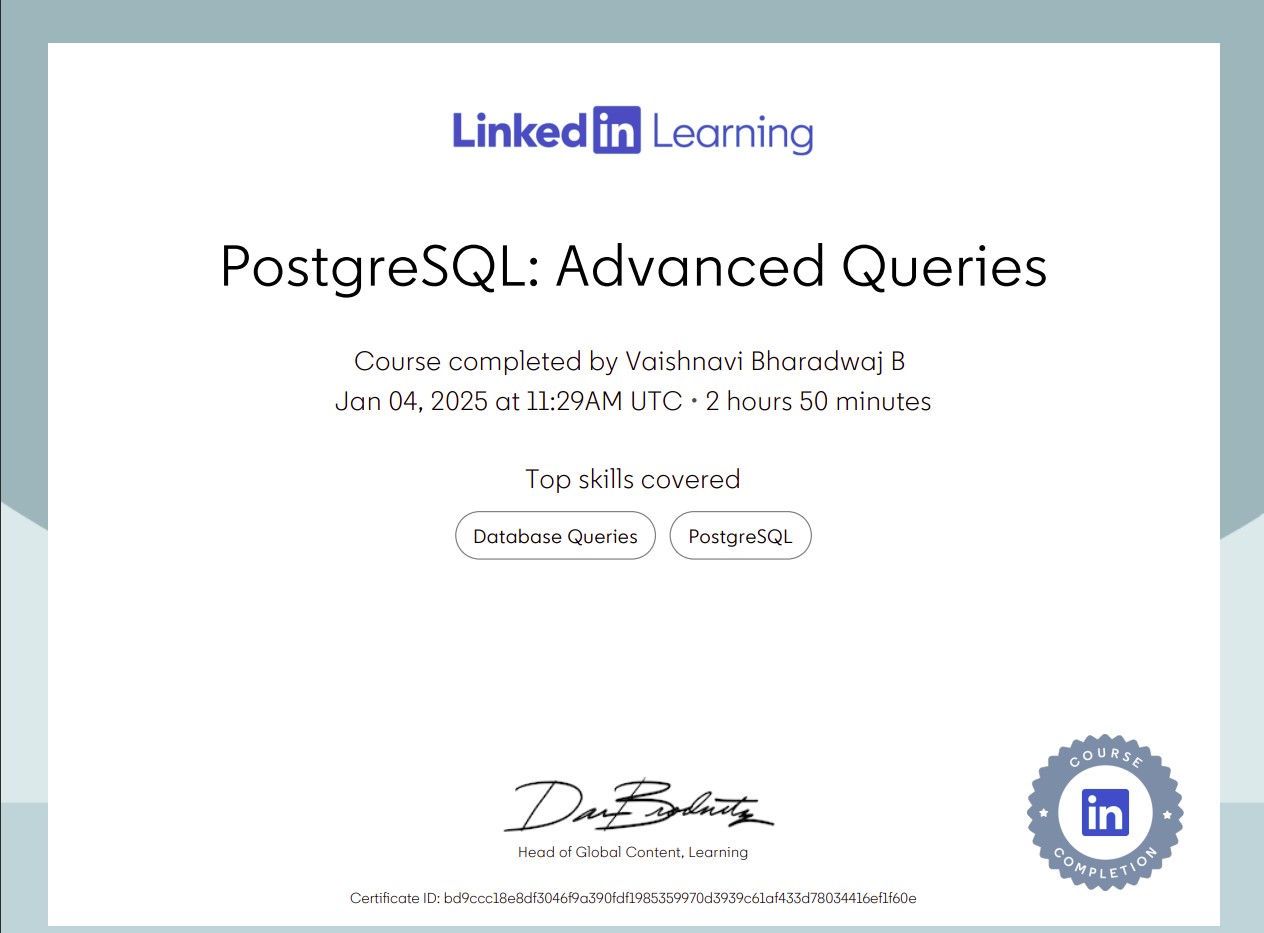 Linked in Learning
PostgreSQL: Advanced Queries
Course completed by Vaishnavi Bharadwaj B
Jan 04, 2025 at 11:29AM UTC • 2 hours 50 minutes
Top skills covered
Database Queries PostgreSQL
Dan Brodnitz
Head of Global Content, Learning
Certificate ID: bd9ccc18e8df3046f9a390fdf1985359970d3939c61af433d78034416ef1f60e
COURSE
in
COMPLETION